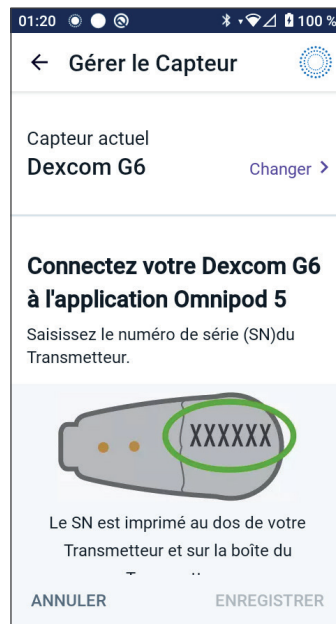 01:20 100 %
Gérer le Capteur
Capteur actuel
Dexcom G6 Changer >
Connectez votre Dexcom G6
à l'application Omnipod 5
Saisissez le numéro de série (SN)du
Transmetteur.
XXXXXX
Le SN est imprimé au dos de votre
Transmetteur et sur la boîte du
ANNULER ENREGISTRER